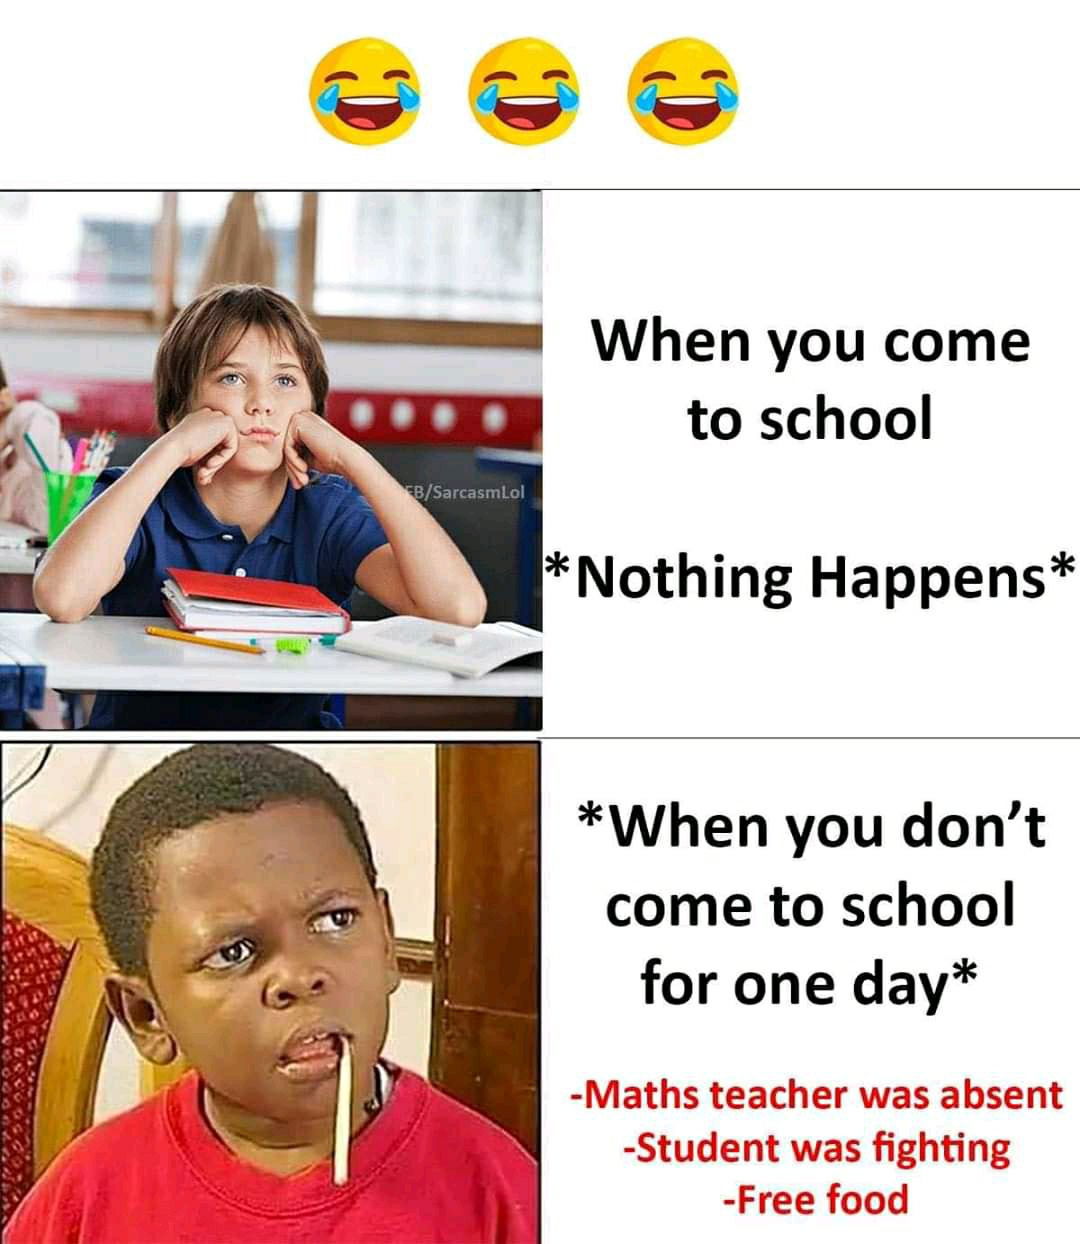 When you come
to school
FB/SarcasmLol
*Nothing Happens*
*When you don’t
come to school
for one day*
-Maths teacher was absent
-Student was fighting
-Free food